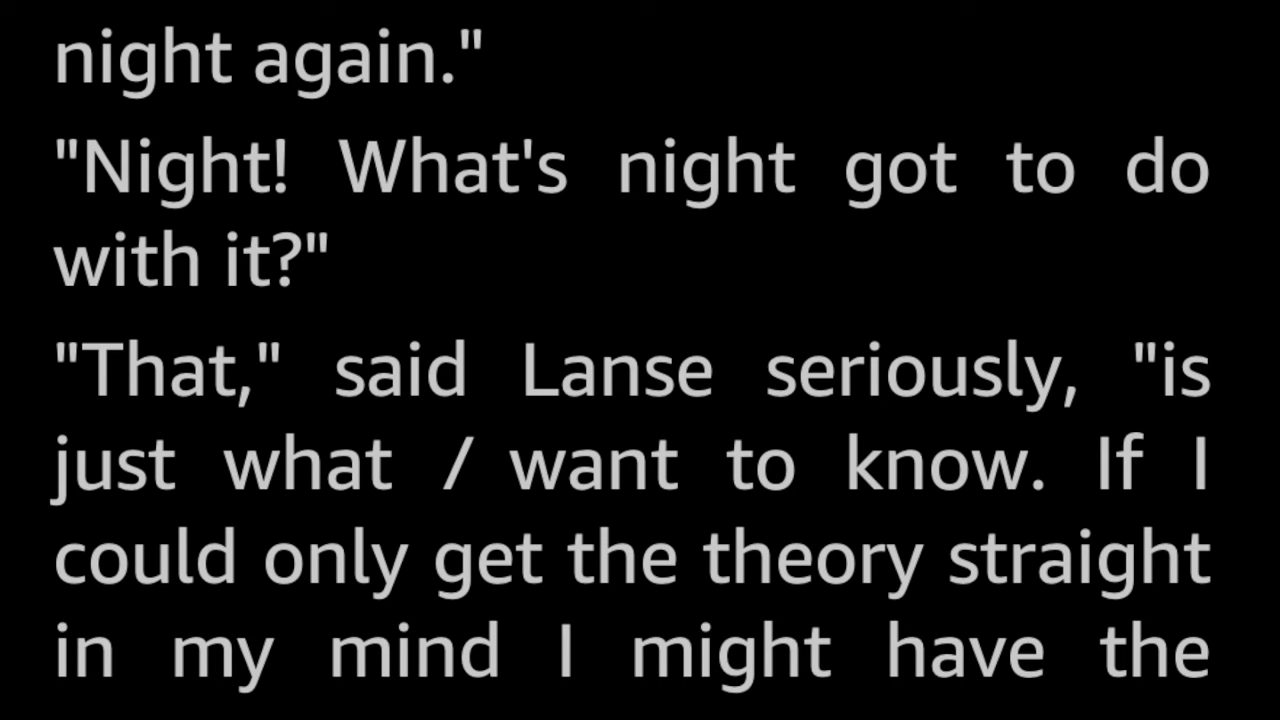 night again."
"Night! What's night got to do
with it?"
"That," said Lanse seriously, "is
just what / want to know. If I
could only get the theory straight
in my mind I might have the